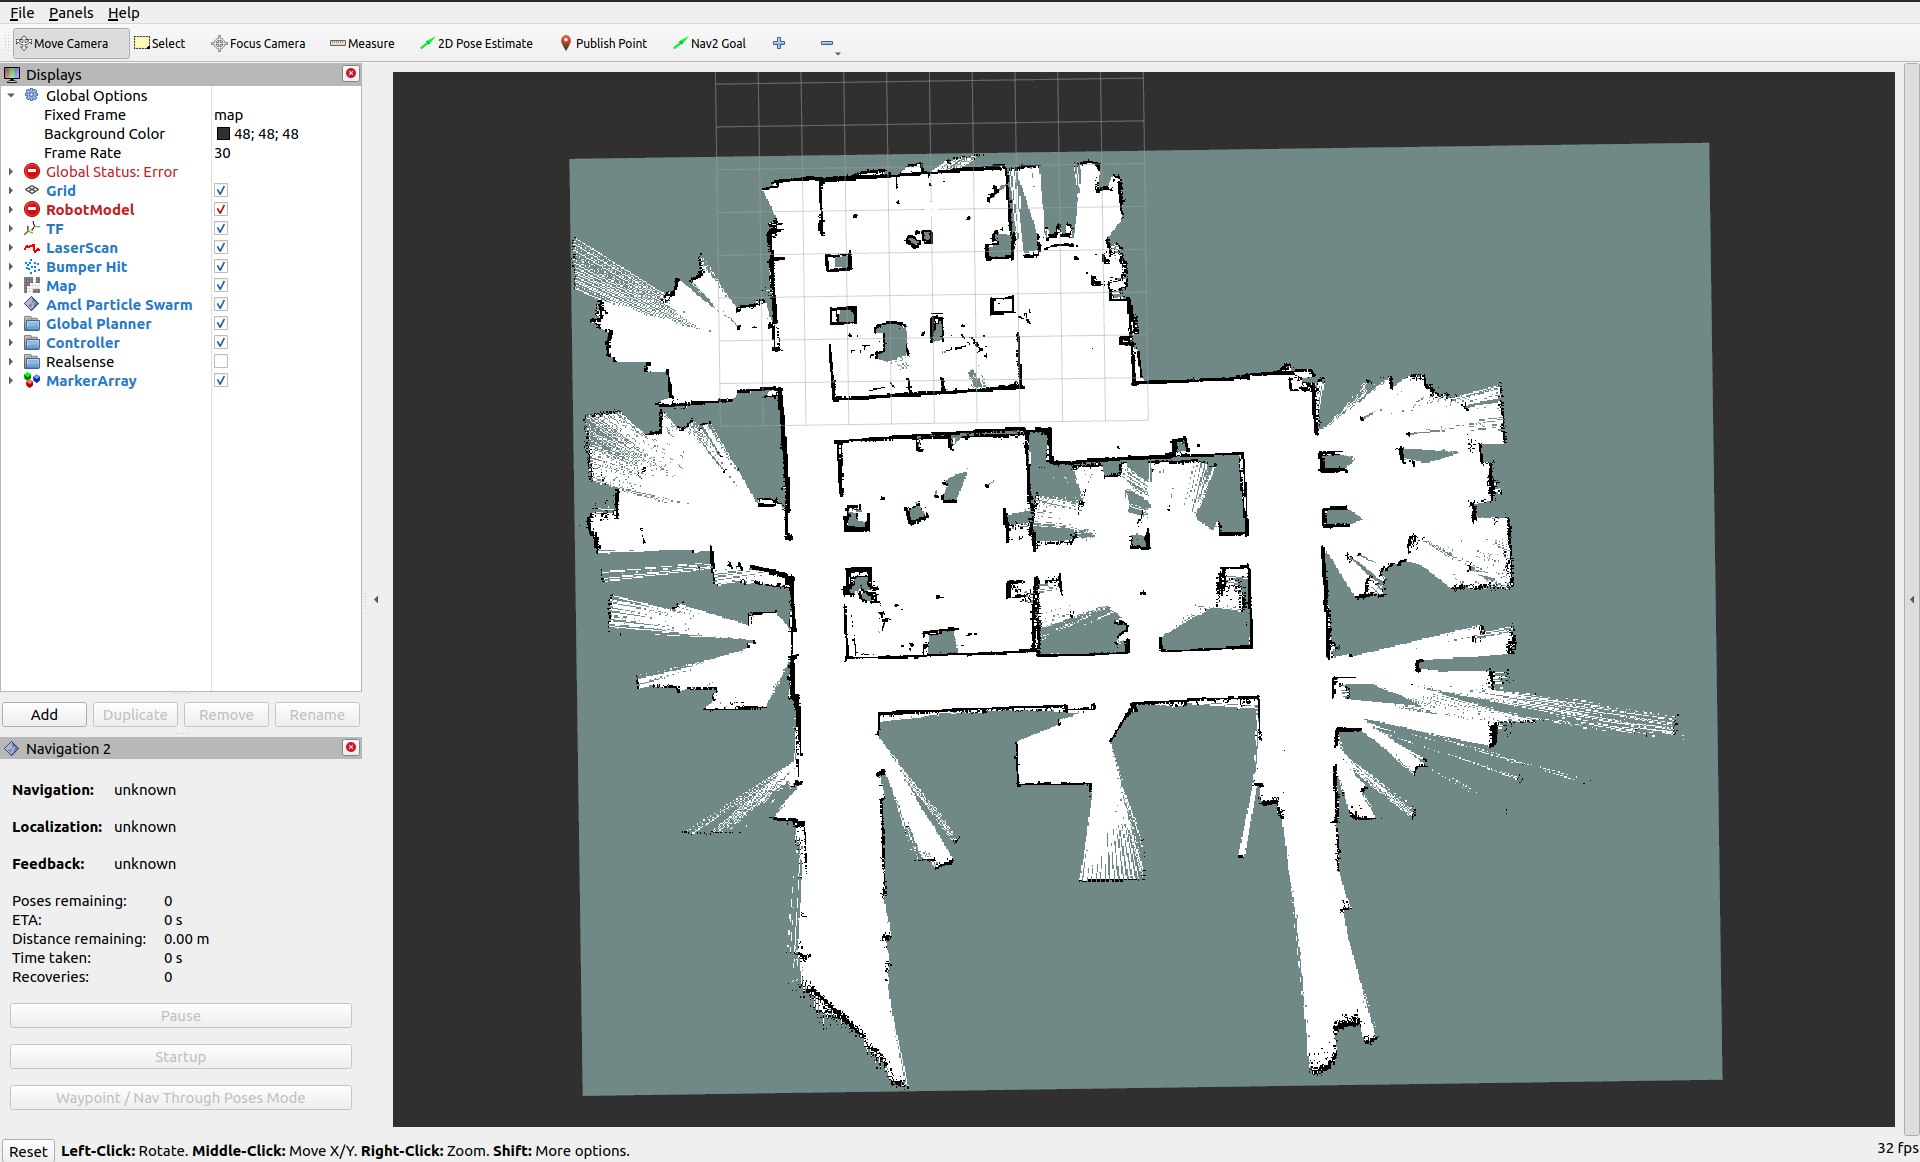 File Panels Help
Move Camera Select Focus Camera Measure 2D Pose Estimate Publish Point Nav2 Goal
Displays
Global Options
Fixed Frame map
Background Color 48; 48; 48
Frame Rate 30
Global Status: Error
Grid
RobotModel
TF
LaserScan
Bumper Hit
Map
Amcl Particle Swarm
Global Planner
Controller
Realsense
MarkerArray
Add Duplicate Remove Rename
Navigation 2
Navigation: unknown
Localization: unknown
Feedback: unknown
Poses remaining: 0
ETA: 0 s
Distance remaining: 0.00 m
Time taken: 0 s
Recoveries: 0
Pause
Startup
Waypoint / Nav Through Poses Mode
Reset Left-Click: Rotate. Middle-Click: Move X/Y. Right-Click: Zoom. Shift: More options. 32 fps